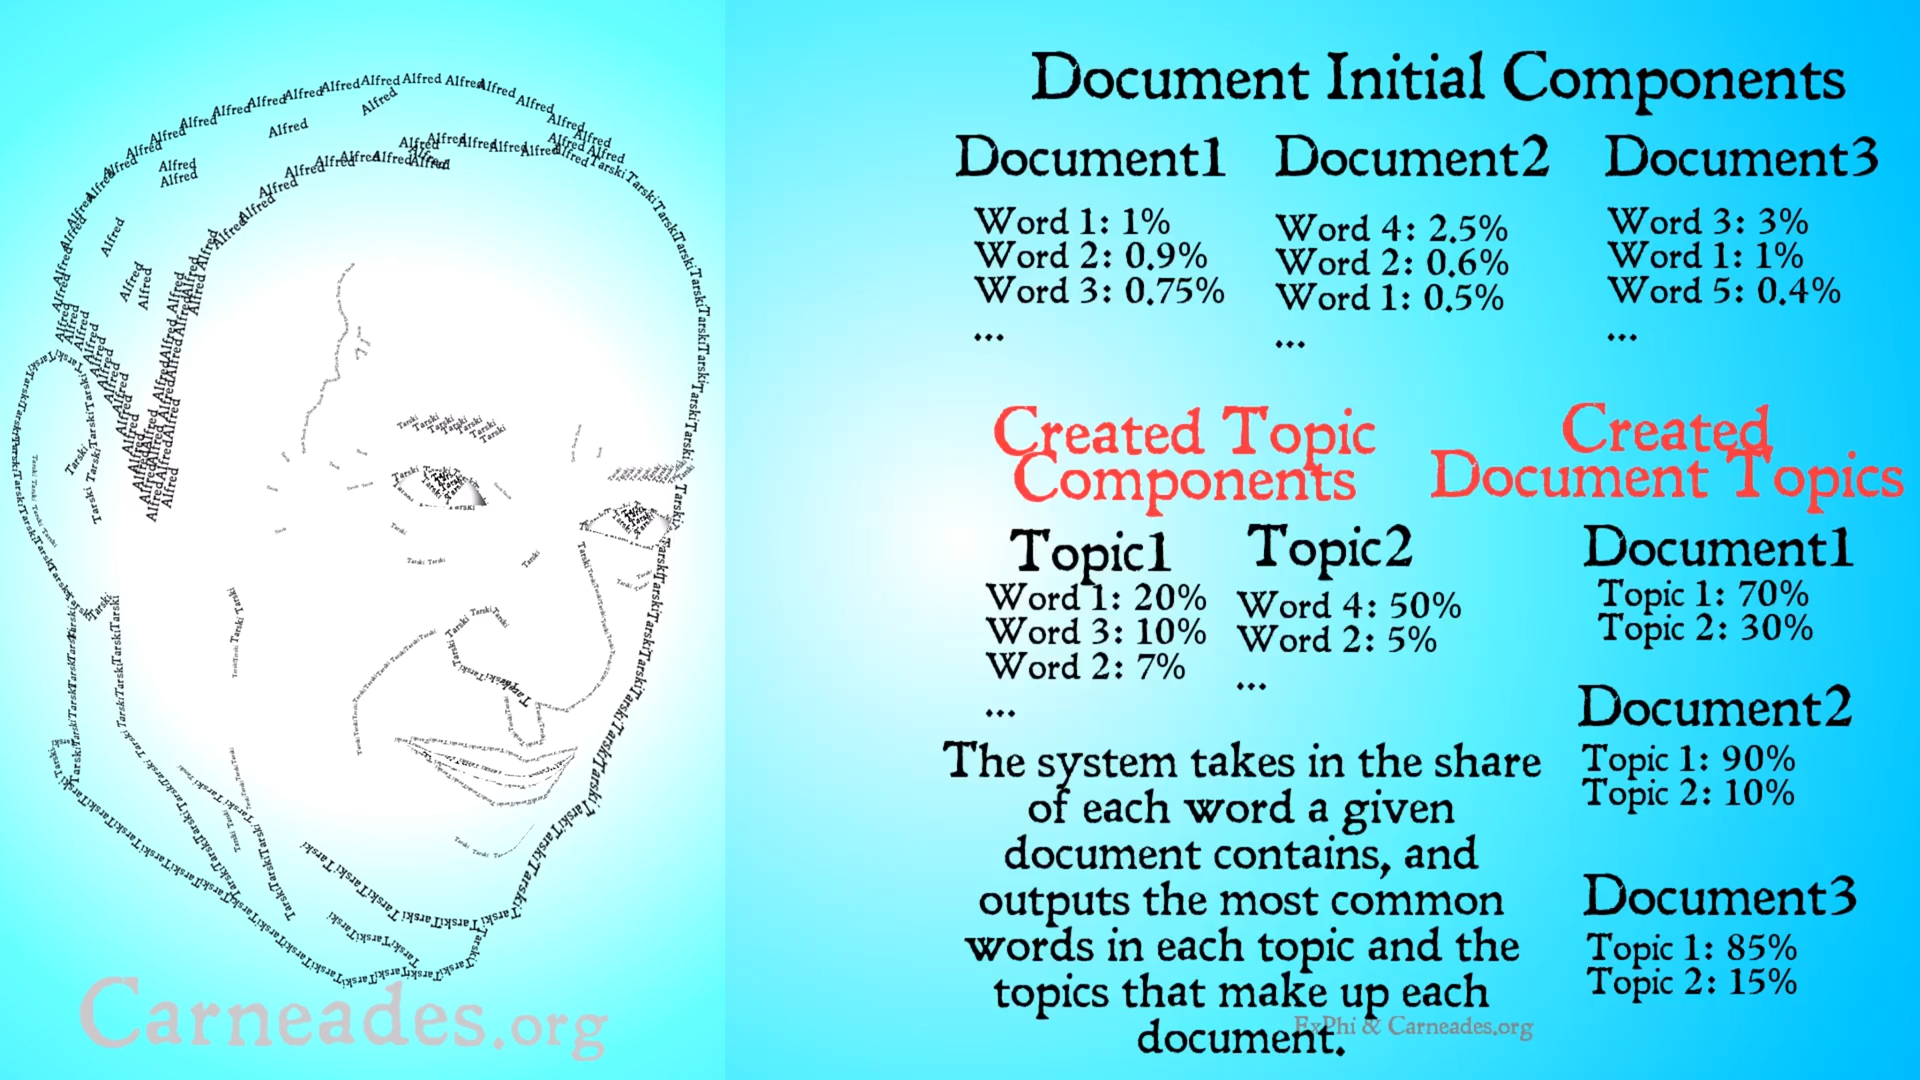 Document Initial Components
Document1
Word 1: 1%
Word 2: 0.9%
Word 3: 0.75%
...
Document2
Word 4: 2.5%
Word 2: 0.6%
Word 1: 0.5%
...
Document3
Word 3: 3%
Word 1: 1%
Word 5: 0.4%
...
Created Topic
Components
Topic1
Word 1: 20%
Word 3: 10%
Word 2: 7%
...
Topic2
Word 4: 50%
Word 2: 5%
...
The system takes in the share
of each word a given
document contains, and
outputs the most common
words in each topic and the
topics that make up each
document.
Created
Document Topics
Document1
Topic 1: 70%
Topic 2: 30%
Document2
Topic 1: 90%
Topic 2: 10%
Document3
Topic 1: 85%
Topic 2: 15%
ExPhi & Carneades.org
Carneades.org
Alfred
Tarski